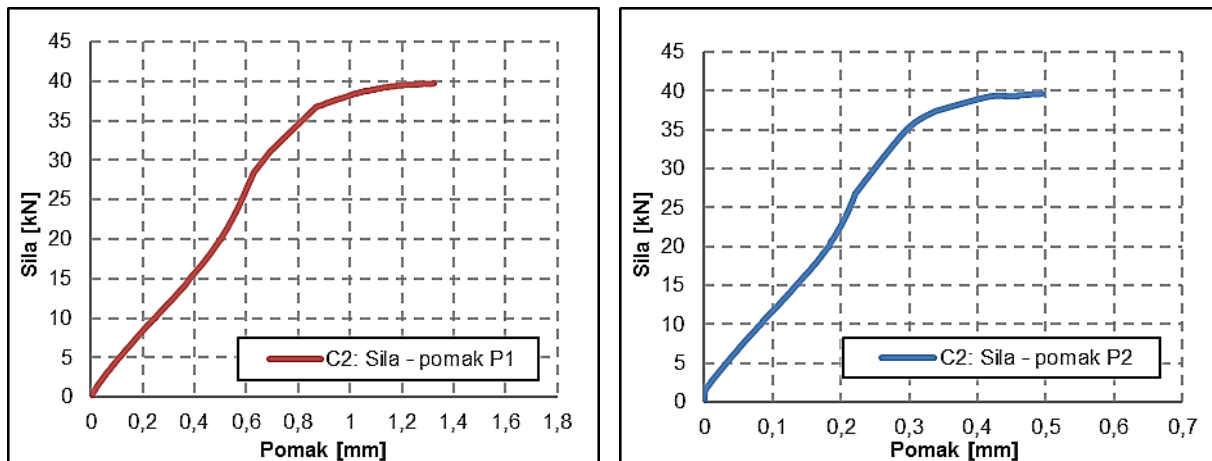 45
40
35
30
25
20
15
10
5
0
Sila [kN]
C2: Sila - pomak P1
0 0,2 0,4 0,6 0,8 1 1,2 1,4 1,6 1,8
Pomak [mm]
45
40
35
30
25
20
15
10
5
0
Sila [kN]
C2: Sila - pomak P2
0 0,1 0,2 0,3 0,4 0,5 0,6 0,7
Pomak [mm]